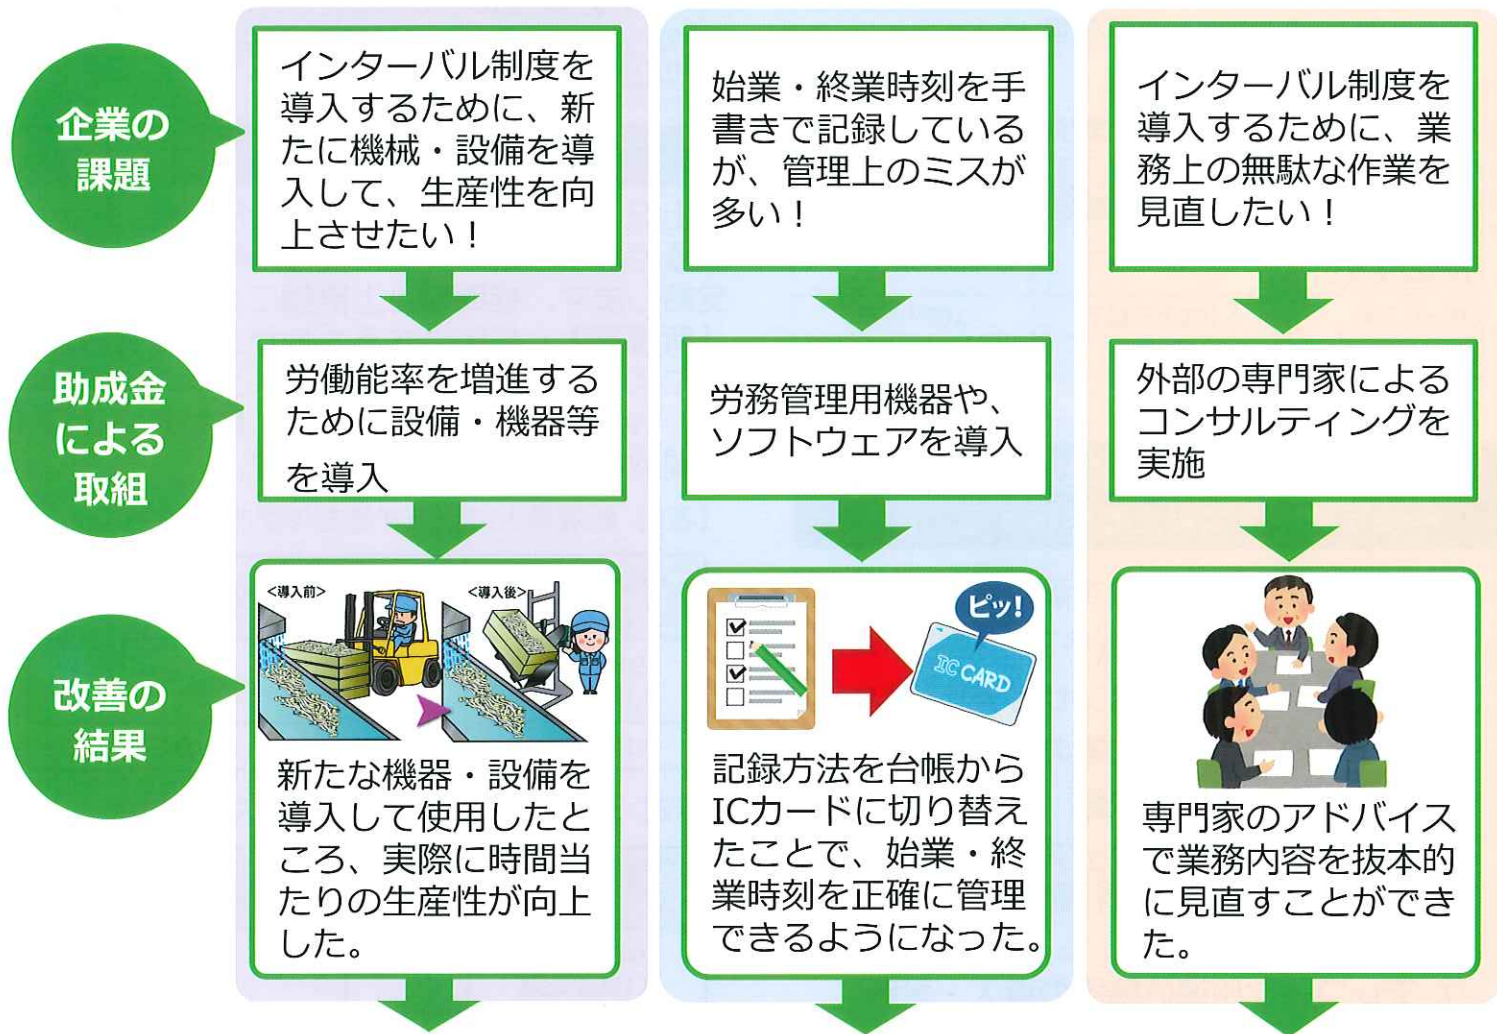 企業の
課題
インターバル制度を
導入するために、新
たに機械・設備を導
入して、生産性を向
上させたい！
始業・終業時刻を手
書きで記録している
が、管理上のミスが
多い！
インターバル制度を
導入するために、業
務上の無駄な作業を
見直したい！
助成金
による
取組
労働能率を増進する
ために設備・機器等
を導入
労務管理用機器や、
ソフトウェアを導入
外部の専門家による
コンサルティングを
実施
改善の
結果
<導入前>
<導入後>
新たな機器・設備を
導入して使用したと
ころ、実際に時間当
たりの生産性が向上
した。
ピッ!
IC CARD
記録方法を台帳から
ICカードに切り替え
たことで、始業・終
業時刻を正確に管理
できるようになった。
専門家のアドバイス
で業務内容を抜本的
に見直すことができ
た。